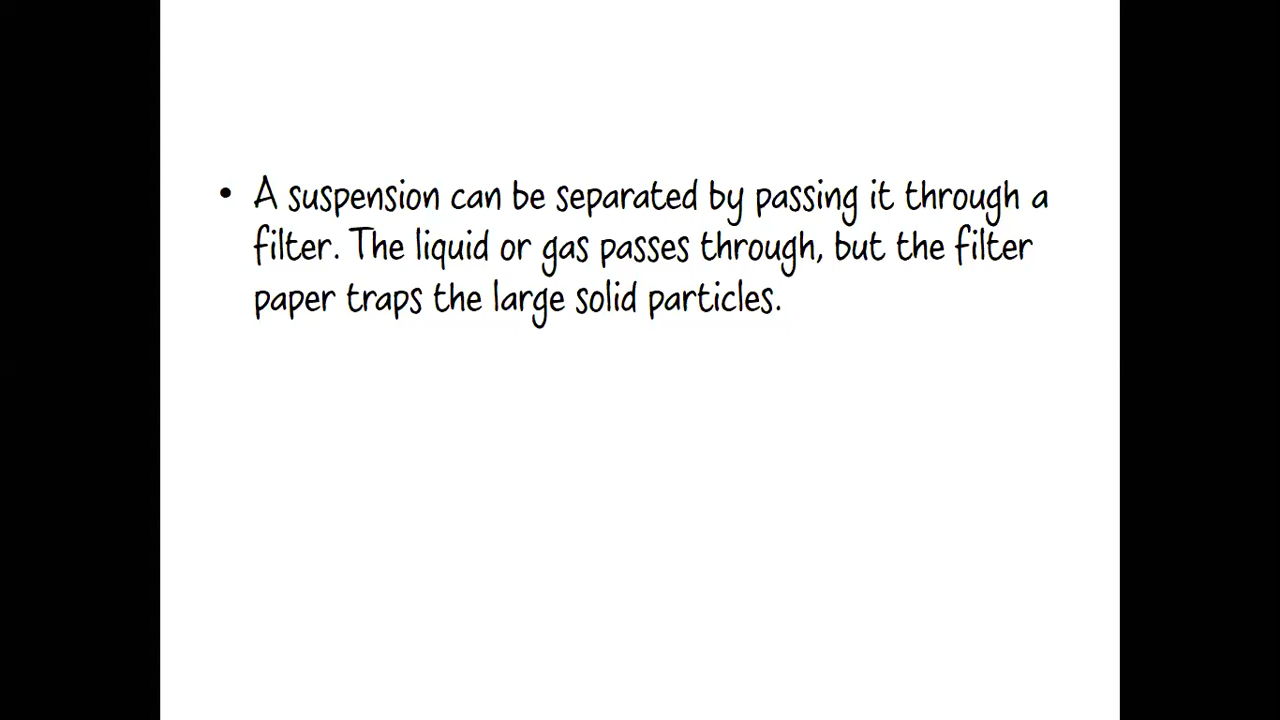 • A suspension can be separated by passing it through a
filter. The liquid or gas passes through, but the filter
paper traps the large solid particles.